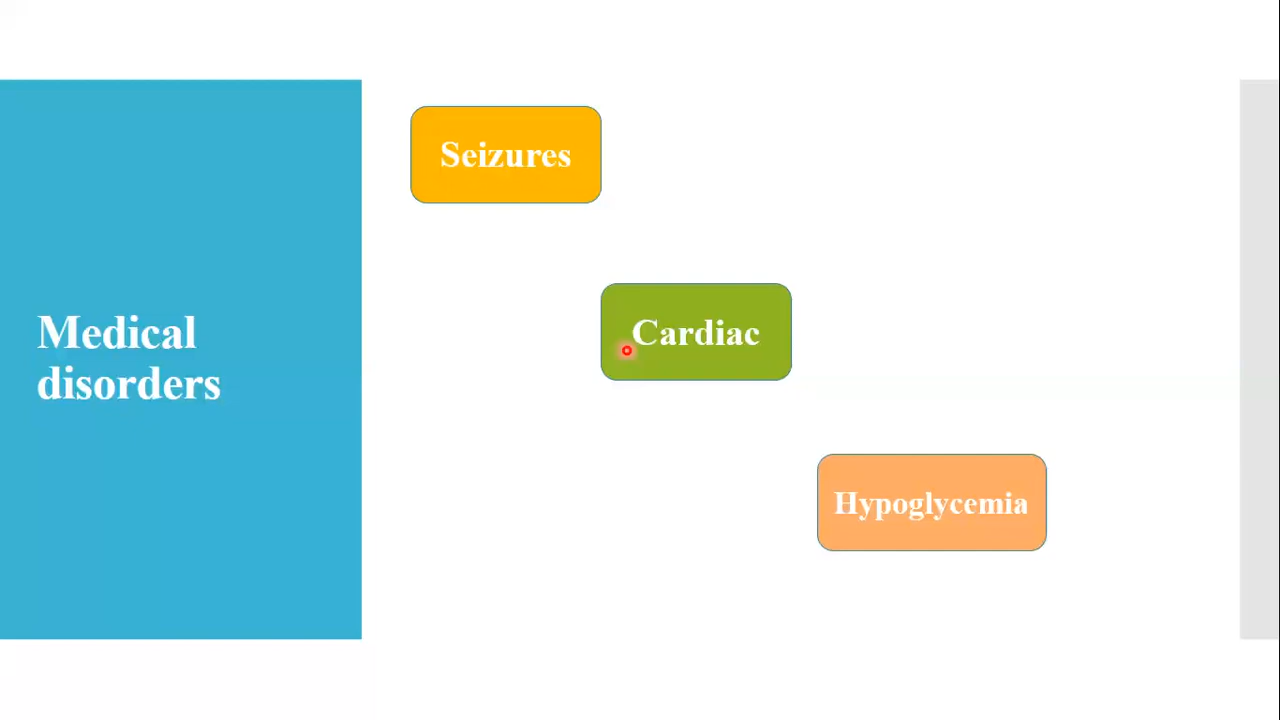 Medical
disorders
Seizures
Cardiac
Hypoglycemia